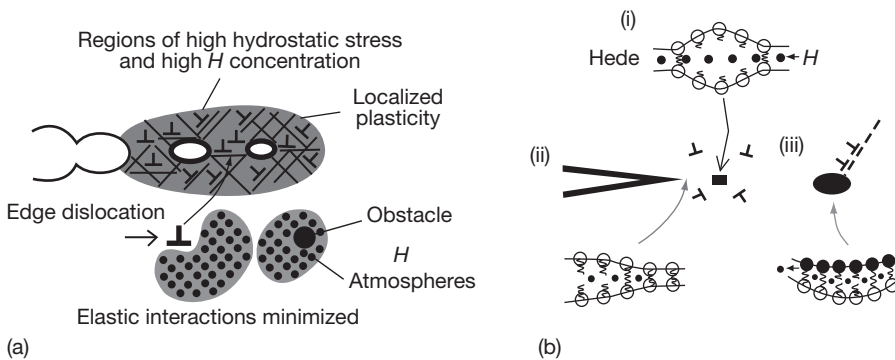 Regions of high hydrostatic stress
and high H concentration
Localized
plasticity
Edge dislocation
Obstacle
H
Atmospheres
Elastic interactions minimized
(a)
(i)
Hede
H
(ii)
(iii)
(b)